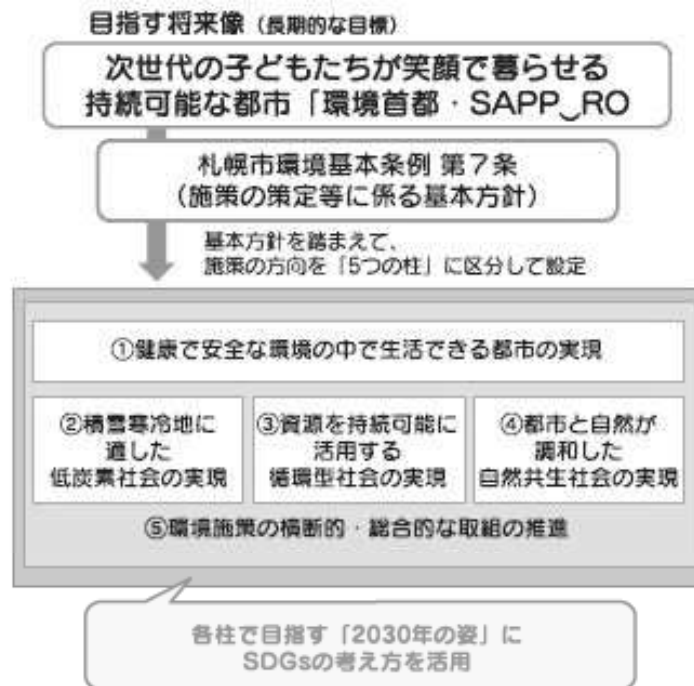 目指す将来像（長期的な目標）
次世代の子どもたちが笑顔で暮らせる
持続可能な都市「環境首都・SAPP‿RO
札幌市環境基本条例 第7条
（施策の策定等に係る基本方針）
基本方針を踏まえて、
施策の方向を「5つの柱」に区分して設定
①健康で安全な環境の中で生活できる都市の実現
②積雪寒冷地に
適した
低炭素社会の実現
③資源を持続可能に
活用する
循環型社会の実現
④都市と自然が
調和した
自然共生社会の実現
⑤環境施策の横断的・総合的な取組の推進
各柱で目指す「2030年の姿」に
SDGsの考え方を活用